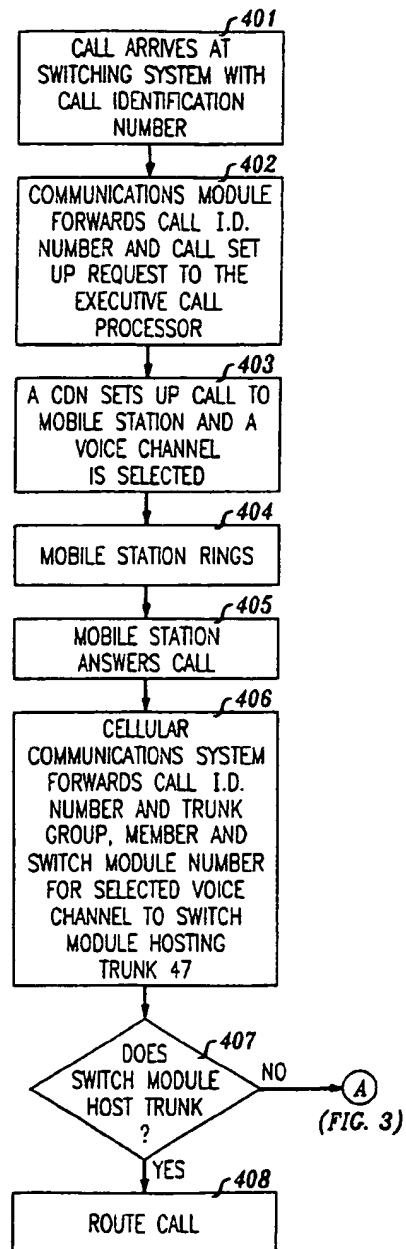 401
CALL ARRIVES AT
SWITCHING SYSTEM WITH
CALL IDENTIFICATION
NUMBER
402
COMMUNICATIONS MODULE
FORWARDS CALL I.D.
NUMBER AND CALL SET
UP REQUEST TO THE
EXECUTIVE CALL
PROCESSOR
403
A CDN SETS UP CALL TO
MOBILE STATION AND A
VOICE CHANNEL
IS SELECTED
404
MOBILE STATION RINGS
405
MOBILE STATION
ANSWERS CALL
406
CELLULAR
COMMUNICATIONS SYSTEM
FORWARDS CALL I.D.
NUMBER AND TRUNK
GROUP, MEMBER AND
SWITCH MODULE NUMBER
FOR SELECTED VOICE
CHANNEL TO SWITCH
MODULE HOSTING
TRUNK 47
407
DOES
SWITCH MODULE
HOST TRUNK
?
NO
A
(FIG. 3)
YES
408
ROUTE CALL